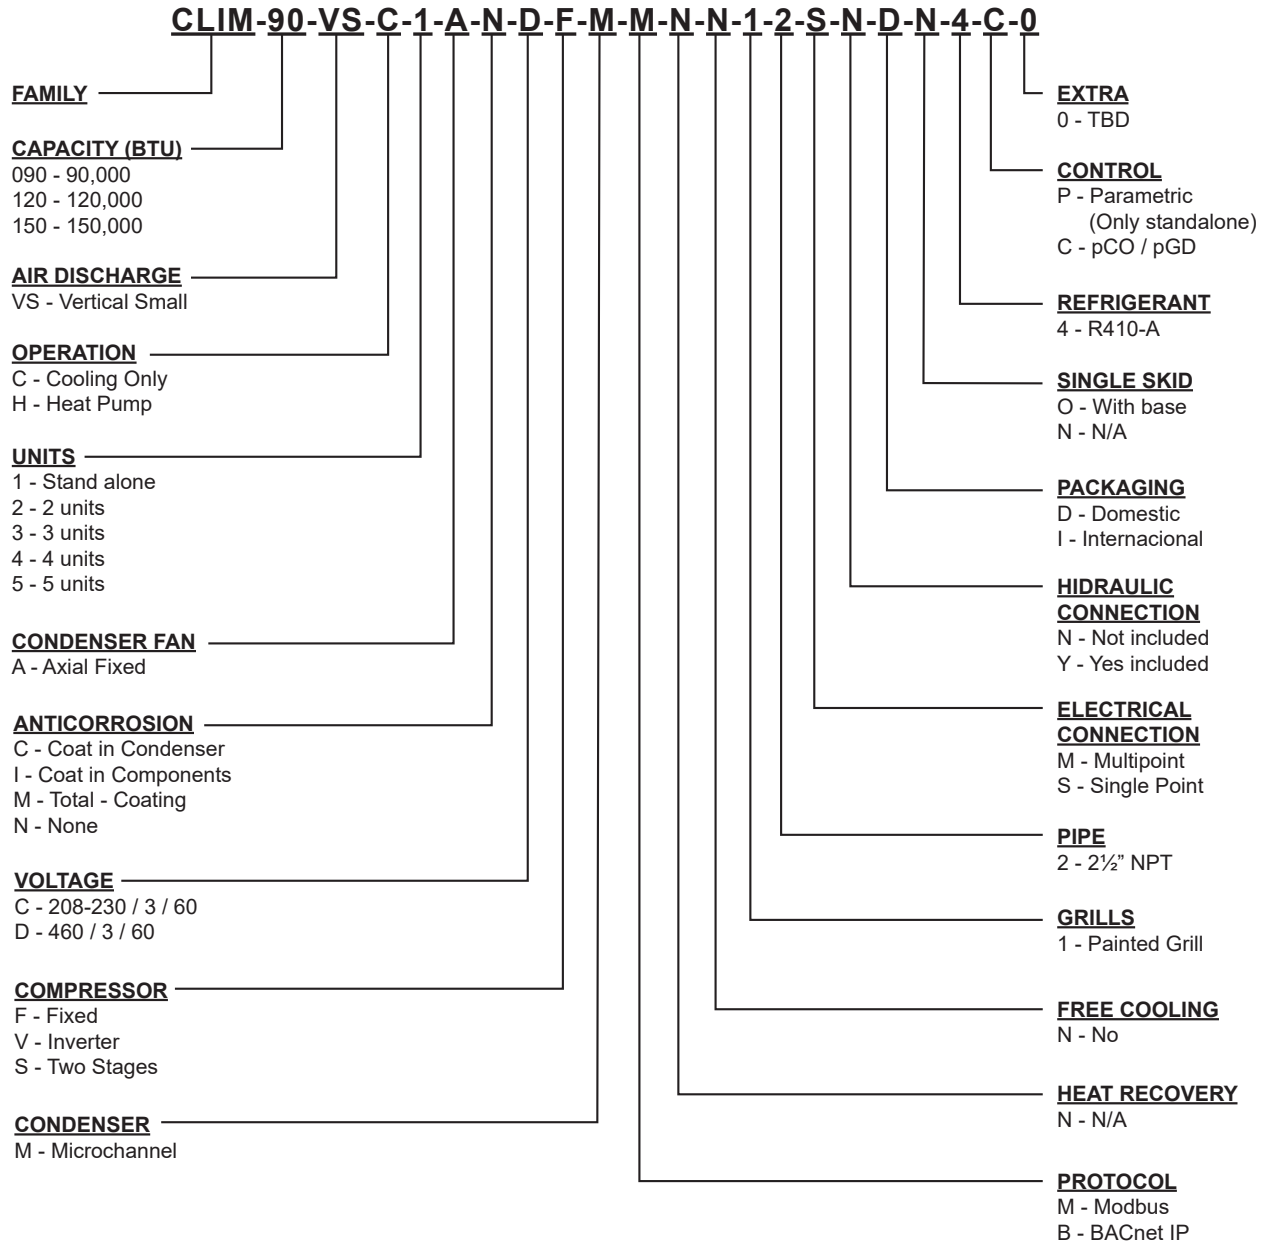 CLIM-90-VS-C-1-A-N-D-F-M-M-N-N-1-2-S-N-D-N-4-C-0
FAMILY
CAPACITY (BTU)
090 - 90,000
120 - 120,000
150 - 150,000
AIR DISCHARGE
VS - Vertical Small
OPERATION
C - Cooling Only
H - Heat Pump
UNITS
1 - Stand alone
2 - 2 units
3 - 3 units
4 - 4 units
5 - 5 units
CONDENSER FAN
A - Axial Fixed
ANTICORROSION
C - Coat in Condenser
I - Coat in Components
M - Total - Coating
N - None
VOLTAGE
C - 208-230 / 3 / 60
D - 460 / 3 / 60
COMPRESSOR
F - Fixed
V - Inverter
S - Two Stages
CONDENSER
M - Microchannel
EXTRA
0 - TBD
CONTROL
P - Parametric
(Only standalone)
C - pCO / pGD
REFRIGERANT
4 - R410-A
SINGLE SKID
O - With base
N - N/A
PACKAGING
D - Domestic
I - Internacional
HIDRAULIC
CONNECTION
N - Not included
Y - Yes included
ELECTRICAL
CONNECTION
M - Multipoint
S - Single Point
PIPE
2 - 2½” NPT
GRILLS
1 - Painted Grill
FREE COOLING
N - No
HEAT RECOVERY
N - N/A
PROTOCOL
M - Modbus
B - BACnet IP